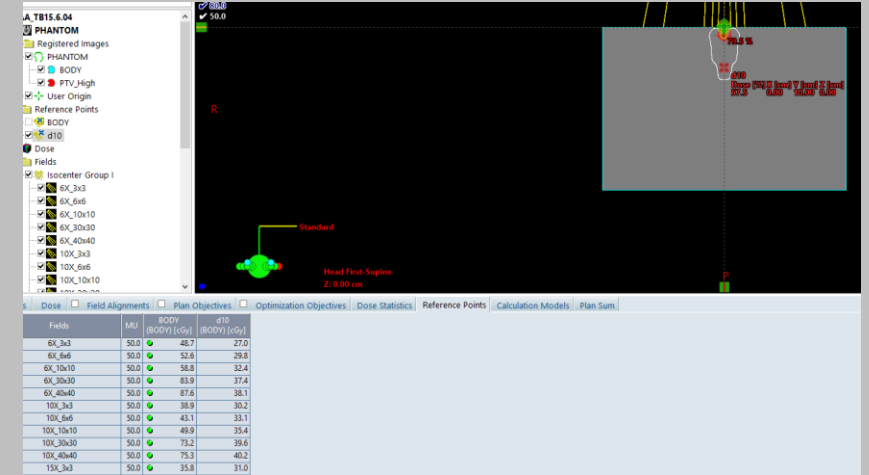 A_TB15.6.04
PHANTOM
Registered Images
PHANTOM
BODY
PTV_High
User Origin
Reference Points
BODY
d10
Dose
Fields
Isocenter Group I
6X_3x3
6X_6x6
6X_10x10
6X_30x30
6X_40x40
10X_3x3
10X_6x6
10X_10x10
80.0
50.0
R
d10
Dose [%] X [cm] Y [cm] Z [cm]
Standard
Head First-Supine
Z: 0,00 cm
P
s Dose Field Alignments Plan Objectives Optimization Objectives Dose Statistics Reference Points Calculation Models Plan Sum
Fields MU BODY (BODY) [cGy] d10 (BODY) [cGy]
6X_3x3 50.0 48.7 27.0
6X_6x6 50.0 52.6 29.8
6X_10x10 50.0 58.8 32.4
6X_30x30 50.0 83.9 37.4
6X_40x40 50.0 87.6 38.1
10X_3x3 50.0 38.9 30.2
10X_6x6 50.0 43.1 33.1
10X_10x10 50.0 49.9 35.4
10X_30x30 50.0 73.2 39.6
10X_40x40 50.0 75.3 40.2
15X_3x3 50.0 35.8 31.0